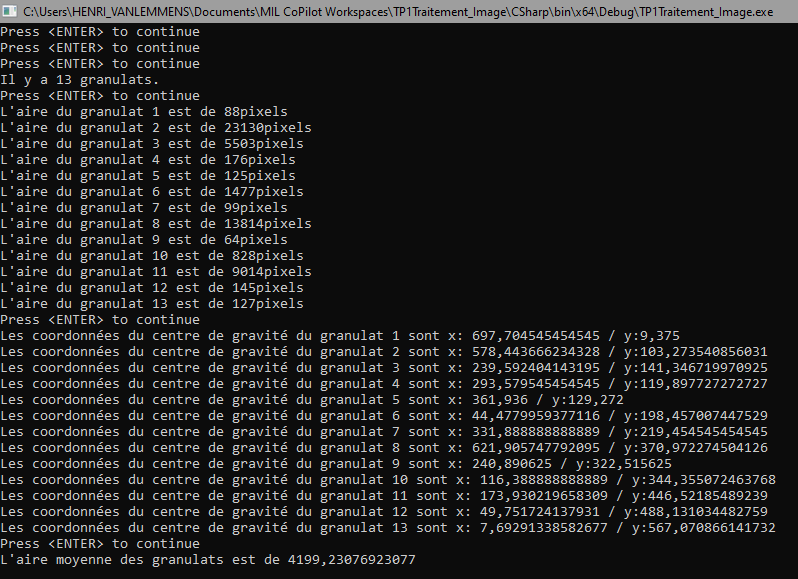 C:\Users\HENRI_VANLEMMENS\Documents\MIL CoPilot Workspaces\TP1Traitement_Image\CSharp\bin\x64\Debug\TP1Traitement_Image.exe
Press <ENTER> to continue
Press <ENTER> to continue
Press <ENTER> to continue
Il y a 13 granulats.
Press <ENTER> to continue
L'aire du granulat 1 est de 88pixels
L'aire du granulat 2 est de 23130pixels
L'aire du granulat 3 est de 5503pixels
L'aire du granulat 4 est de 176pixels
L'aire du granulat 5 est de 125pixels
L'aire du granulat 6 est de 1477pixels
L'aire du granulat 7 est de 99pixels
L'aire du granulat 8 est de 13814pixels
L'aire du granulat 9 est de 64pixels
L'aire du granulat 10 est de 828pixels
L'aire du granulat 11 est de 9014pixels
L'aire du granulat 12 est de 145pixels
L'aire du granulat 13 est de 127pixels
Press <ENTER> to continue
Les coordonnées du centre de gravité du granulat 1 sont x: 697,704545454545 / y:9,375
Les coordonnées du centre de gravité du granulat 2 sont x: 578,443666234328 / y:103,273540856031
Les coordonnées du centre de gravité du granulat 3 sont x: 239,592404143195 / y:141,346719970925
Les coordonnées du centre de gravité du granulat 4 sont x: 293,579545454545 / y:119,897727272727
Les coordonnées du centre de gravité du granulat 5 sont x: 361,936 / y:129,272
Les coordonnées du centre de gravité du granulat 6 sont x: 44,4779959377116 / y:198,457007447529
Les coordonnées du centre de gravité du granulat 7 sont x: 331,888888888889 / y:219,454545454545
Les coordonnées du centre de gravité du granulat 8 sont x: 621,905747792095 / y:370,972274504126
Les coordonnées du centre de gravité du granulat 9 sont x: 240,890625 / y:322,515625
Les coordonnées du centre de gravité du granulat 10 sont x: 116,388888888889 / y:344,355072463768
Les coordonnées du centre de gravité du granulat 11 sont x: 173,930219658309 / y:446,52185489239
Les coordonnées du centre de gravité du granulat 12 sont x: 49,751724137931 / y:488,131034482759
Les coordonnées du centre de gravité du granulat 13 sont x: 7,69291338582677 / y:567,070866141732
Press <ENTER> to continue
L'aire moyenne des granulats est de 4199,23076923077